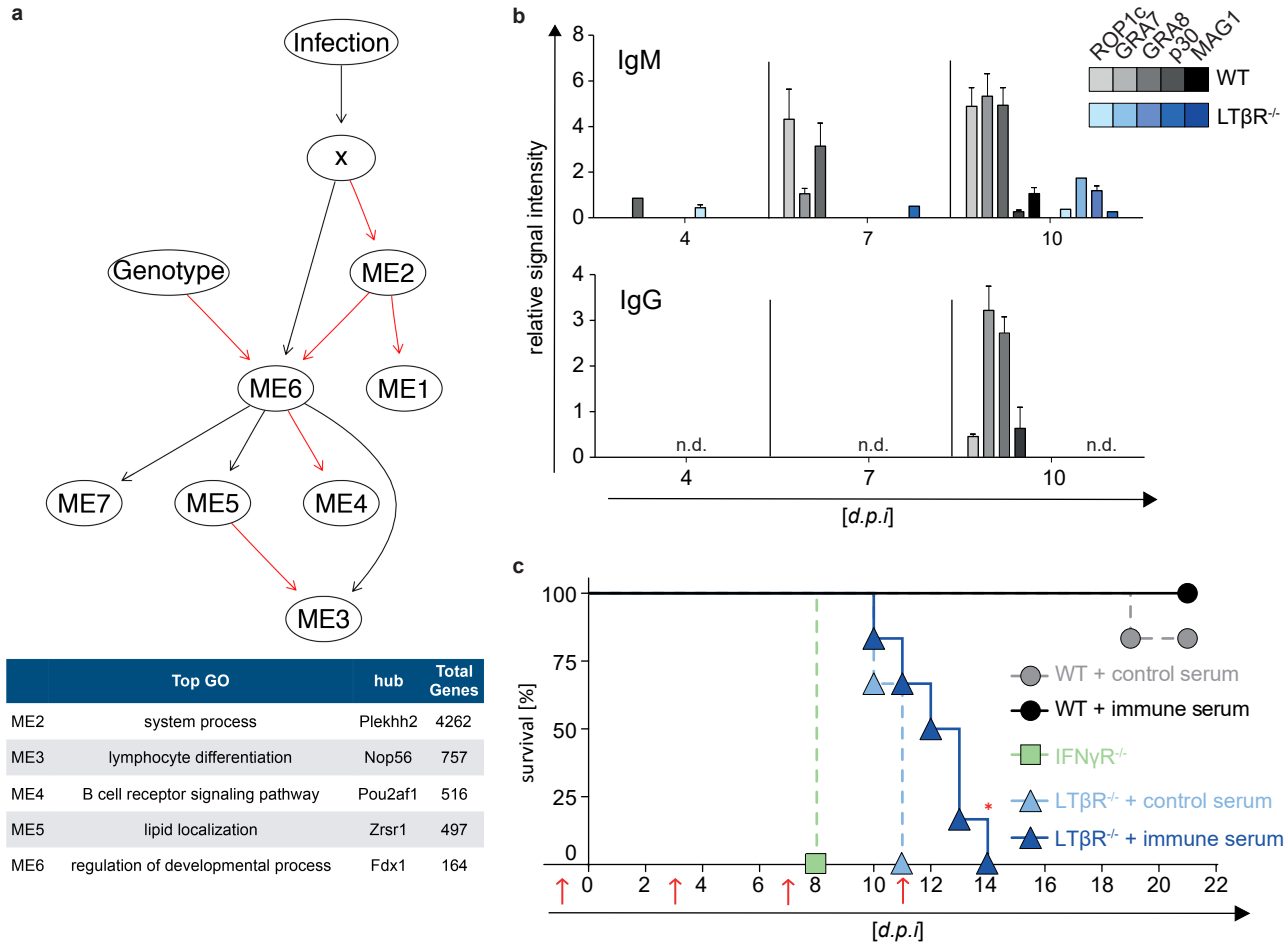 a
Infection
x
Genotype
ME2
ME6
ME1
ME7
ME5
ME4
ME3
Top GO hub Total Genes
ME2 system process Plekhh2 4262
ME3 lymphocyte differentiation Nop56 757
ME4 B cell receptor signaling pathway Pou2af1 516
ME5 lipid localization Zrsr1 497
ME6 regulation of developmental process Fdx1 164
b
ROP1c
GRA7
GRA8
p30
MAG1
WT
LTβR-/-
relative signal intensity
IgM
8
6
4
2
0
4 7 10
IgG
4
3
2
1
0
n.d. n.d. n.d.
4 7 10
[d.p.i]
c
survival [%]
100
75
50
25
0
*
WT + control serum
WT + immune serum
IFNγR-/-
LTβR-/- + control serum
LTβR-/- + immune serum
0 2 4 6 8 10 12 14 16 18 20 22
[d.p.i]